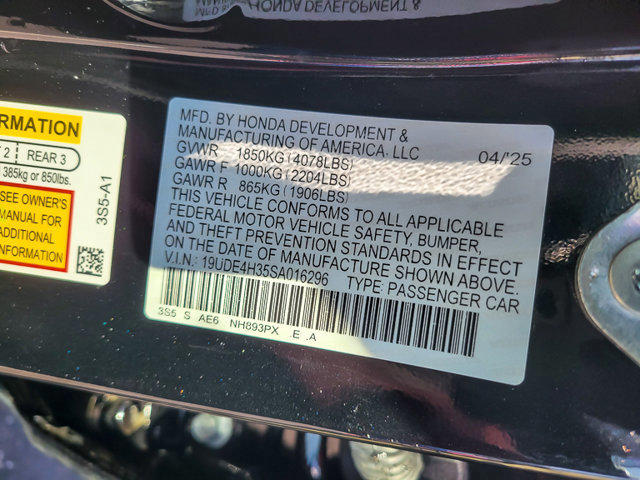 MFD. BY HONDA DEVELOPMENT &
MANUFACTURING OF AMERICA, LLC
GVWR 1850KG(4078LBS) 04/'25
GAWR F 1000KG(2204LBS)
GAWR R 865KG(1906LBS)
THIS VEHICLE CONFORMS TO ALL APPLICABLE
FEDERAL MOTOR VEHICLE SAFETY, BUMPER,
AND THEFT PREVENTION STANDARDS IN EFFECT
ON THE DATE OF MANUFACTURE SHOWN ABOVE.
V.I.N.: 19UDE4H35SA016296 TYPE: PASSENGER CAR
3S5 S AE6 NH893PX E .A
RMATION
2 REAR 3
385kg or 850lbs.
SEE OWNER'S
MANUAL FOR
ADDITIONAL
INFORMATION
3S5-A1
HONDA DEVELOPMENT &